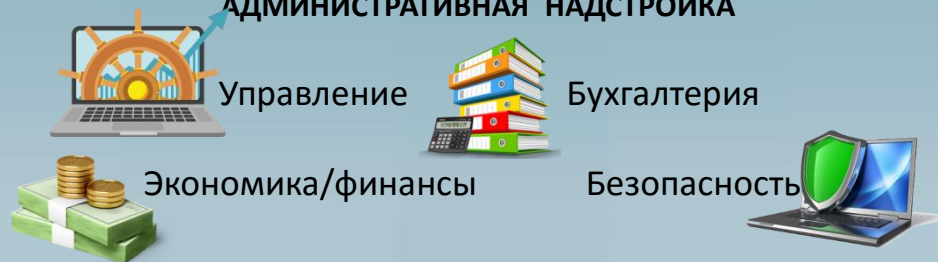 АДМИНИСТРАТИВНАЯ НАДСТРОЙКА
Управление Бухгалтерия
Экономика/финансы Безопасность